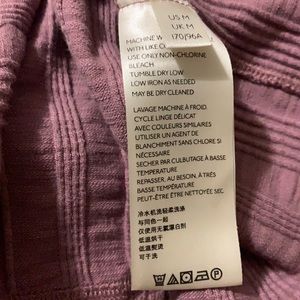 US M
UK M
170/96A
MACHINE W
WITH LIKE C
USE ONLY NON-CHLORINE
BLEACH
TUMBLE DRY LOW
LOW IRON AS NEEDED
MAY BE DRY CLEANED
LAVAGE MACHINE À FROID,
CYCLE LINGE DÉLICAT
AVEC COULEURS SIMILAIRES
UTILISER UN AGENT DE
BLANCHIMENT SANS CHLORE SI
NÉCESSAIRE
SECHER PAR CULBUTAGE À BASSE
TEMPERATURE
REPASSER, AU BESOIN, À TRÈS
BASSE TEMPÉRATURE
PEUT-ÊTRE ÊTRE NETTOYÉE SEC.
冷水机洗轻柔洗涤
与同色一起
仅使用无氯漂白剂
低温烘干
低温熨烫
可干洗